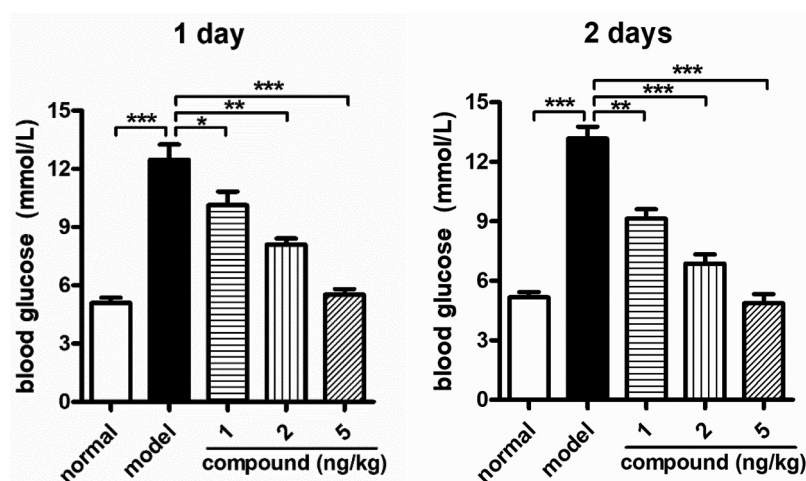 1 day
2 days
***
**
***
*
***
***
***
**
blood glucose (mmol/L)
15
12
9
6
3
0
normal
model
1
2
5
compound (ng/kg)
blood glucose (mmol/L)
15
12
9
6
3
0
normal
model
1
2
5
compound (ng/kg)